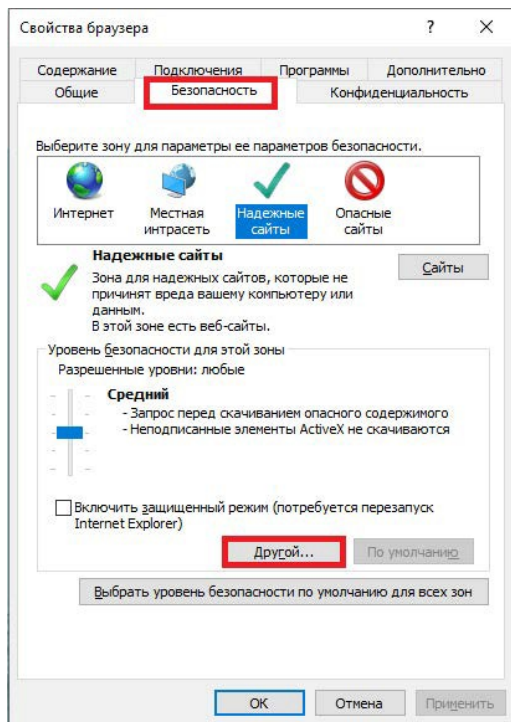 Свойства браузера ? X
Содержание Подключения Программы Дополнительно
Общие Безопасность Конфиденциальность
Выберите зону для параметры ее параметров безопасности.
Интернет Местная интрасеть Надежные сайты Опасные сайты
Надежные сайты
Сайты
Зона для надежных сайтов, которые не
причинят вреда вашему компьютеру или
данным.
В этой зоне есть веб-сайты.
Уровень безопасности для этой зоны
Разрешенные уровни: любые
Средний
- Запрос перед скачиванием опасного содержимого
- Неподписанные элементы ActiveX не скачиваются
Включить защищенный режим (потребуется перезапуск
Internet Explorer)
Другой... По умолчанию
Выбрать уровень безопасности по умолчанию для всех зон
ОК Отмена Применить